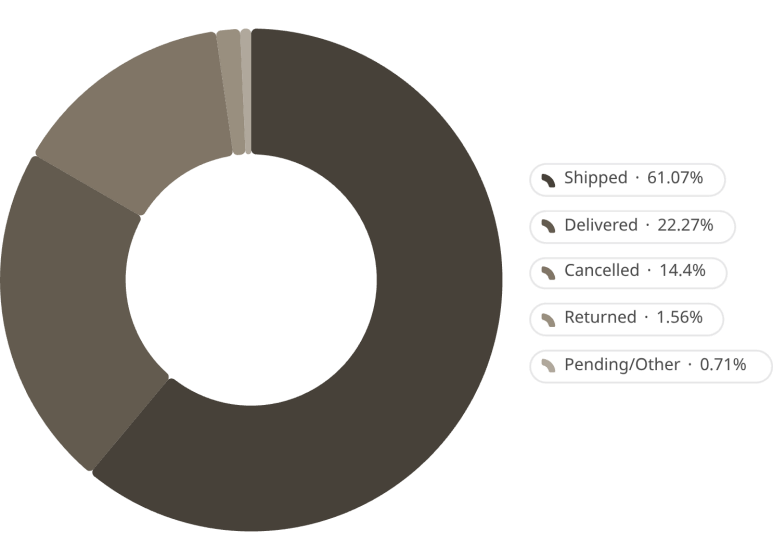 Shipped · 61.07%
Delivered · 22.27%
Cancelled · 14.4%
Returned · 1.56%
Pending/Other · 0.71%